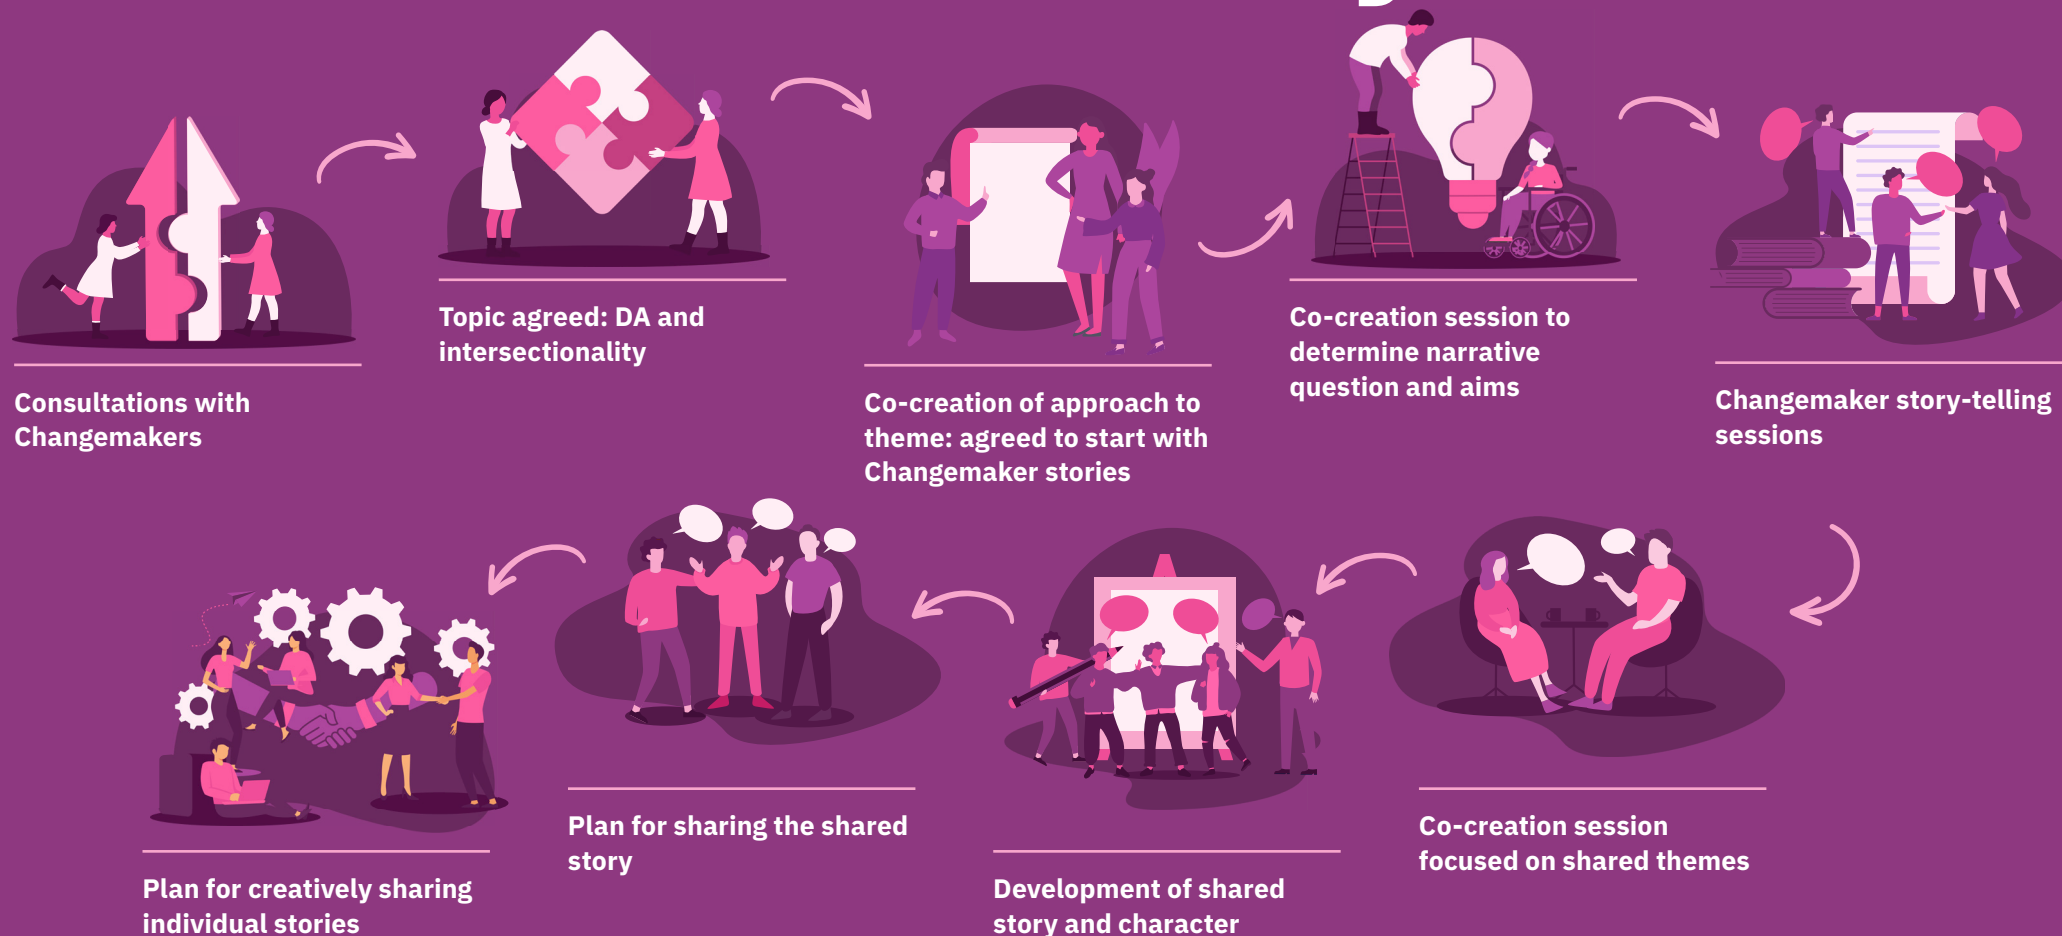 Consultations with
Changemakers
Topic agreed: DA and
intersectionality
Co-creation of approach to
theme: agreed to start with
Changemaker stories
Co-creation session to
determine narrative
question and aims
Changemaker story-telling
sessions
Co-creation session
focused on shared themes
Development of shared
story and character
Plan for sharing the shared
story
Plan for creatively sharing
individual stories